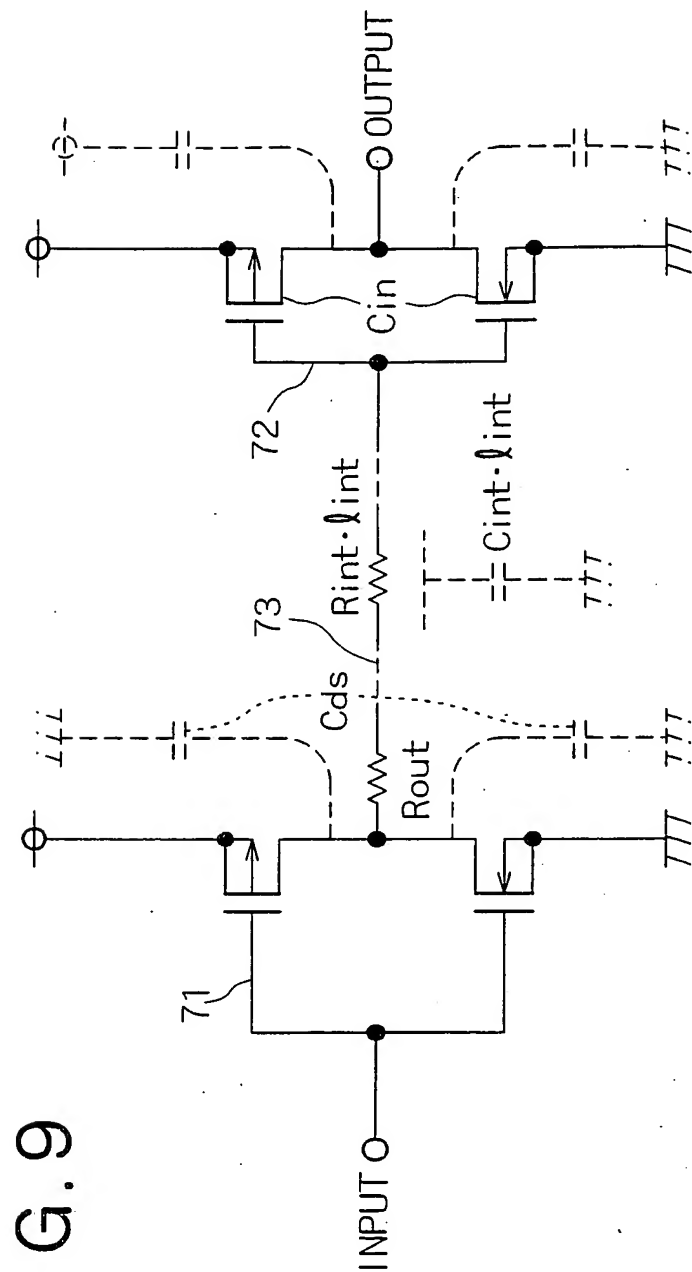 G.9
INPUT
71
Rout
Cds
73
Rint·ℓint
Cint·ℓint
72
Cin
OUTPUT